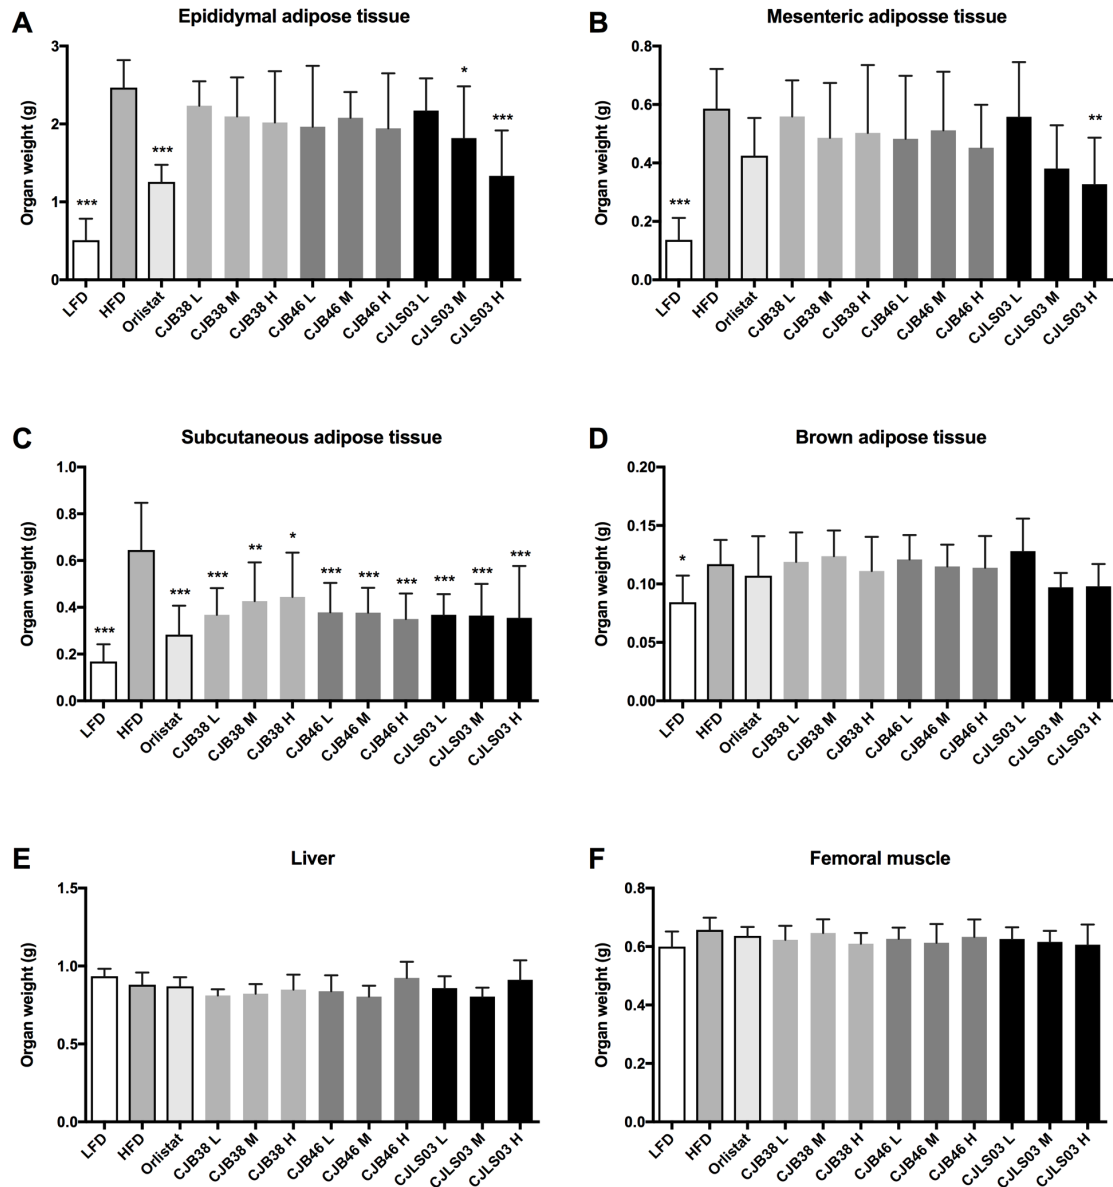 A
Epididymal adipose tissue
Organ weight (g)
3
2
1
0
***
***
*
***
LFD
HFD
Orlistat
CJB38 L
CJB38 M
CJB38 H
CJB46 L
CJB46 M
CJB46 H
CJLS03 L
CJLS03 M
CJLS03 H
B
Mesenteric adiposse tissue
Organ weight (g)
0.8
0.6
0.4
0.2
0.0
***
**
LFD
HFD
Orlistat
CJB38 L
CJB38 M
CJB38 H
CJB46 L
CJB46 M
CJB46 H
CJLS03 L
CJLS03 M
CJLS03 H
C
Subcutaneous adipose tissue
Organ weight (g)
1.0
0.8
0.6
0.4
0.2
0.0
***
***
***
**
*
***
***
***
***
***
***
LFD
HFD
Orlistat
CJB38 L
CJB38 M
CJB38 H
CJB46 L
CJB46 M
CJB46 H
CJLS03 L
CJLS03 M
CJLS03 H
D
Brown adipose tissue
Organ weight (g)
0.20
0.15
0.10
0.05
0.00
*
LFD
HFD
Orlistat
CJB38 L
CJB38 M
CJB38 H
CJB46 L
CJB46 M
CJB46 H
CJLS03 L
CJLS03 M
CJLS03 H
E
Liver
Organ weight (g)
1.5
1.0
0.5
0.0
LFD
HFD
Orlistat
CJB38 L
CJB38 M
CJB38 H
CJB46 L
CJB46 M
CJB46 H
CJLS03 L
CJLS03 M
CJLS03 H
F
Femoral muscle
Organ weight (g)
0.8
0.6
0.4
0.2
0.0
LFD
HFD
Orlistat
CJB38 L
CJB38 M
CJB38 H
CJB46 L
CJB46 M
CJB46 H
CJLS03 L
CJLS03 M
CJLS03 H